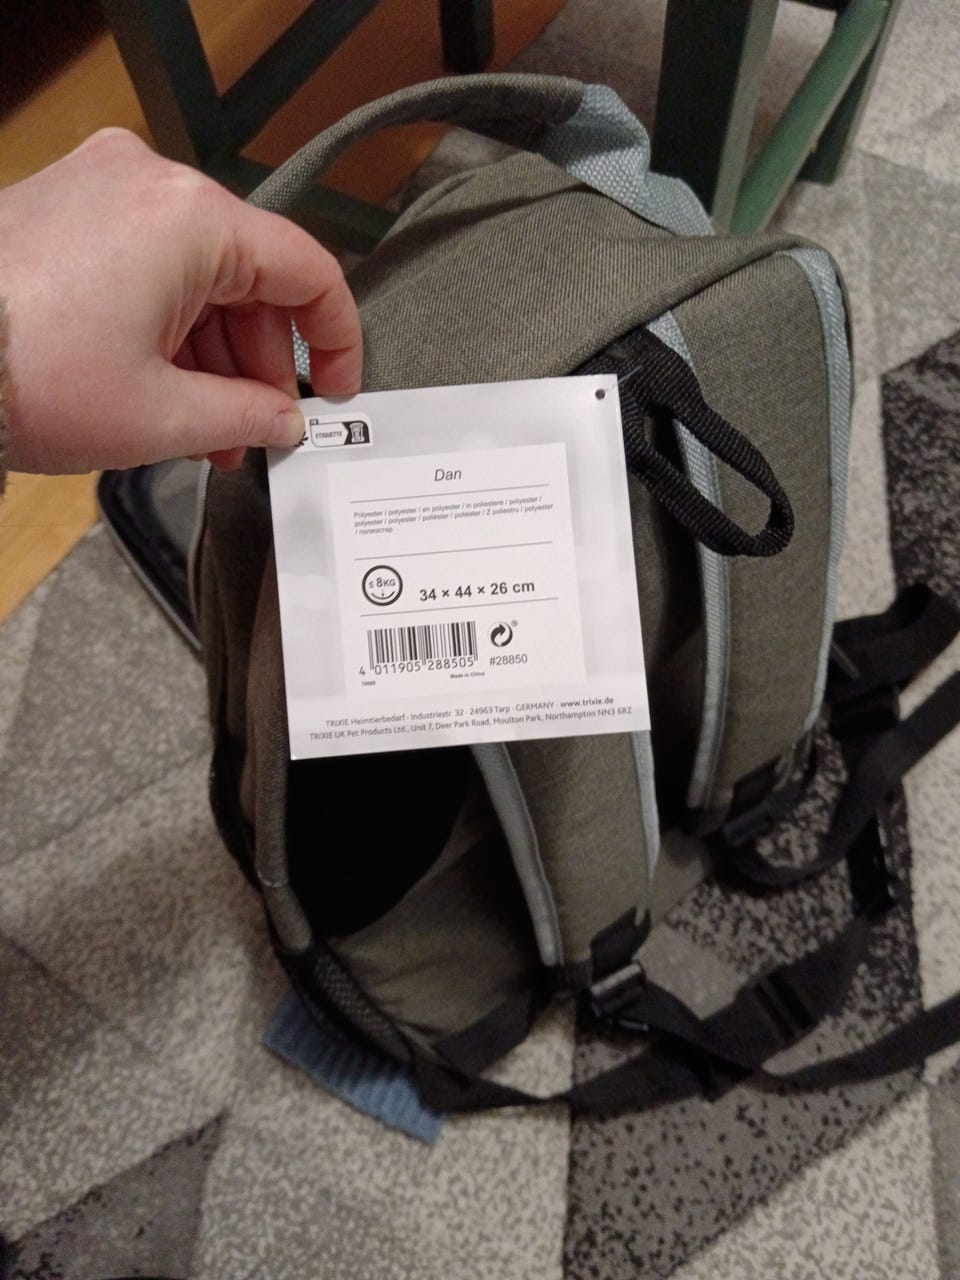 FR
ETIQUETTE
Dan
Polyester / polyester / en polyester / in poliestere / polyester /
polyester / polyester / poliéster / poliester / Z poliestru / polyester
/ полиэстер
≤ 8KG
34 × 44 × 26 cm
4 011905 288505
®
#28850
Made in China
TRIXIE Heimtierbedarf · Industriestr. 32 · 24963 Tarp · GERMANY · www.trixie.de
TRIXIE UK Pet Products Ltd., Unit 7, Deer Park Road, Moulton Park, Northampton NN3 6RZ